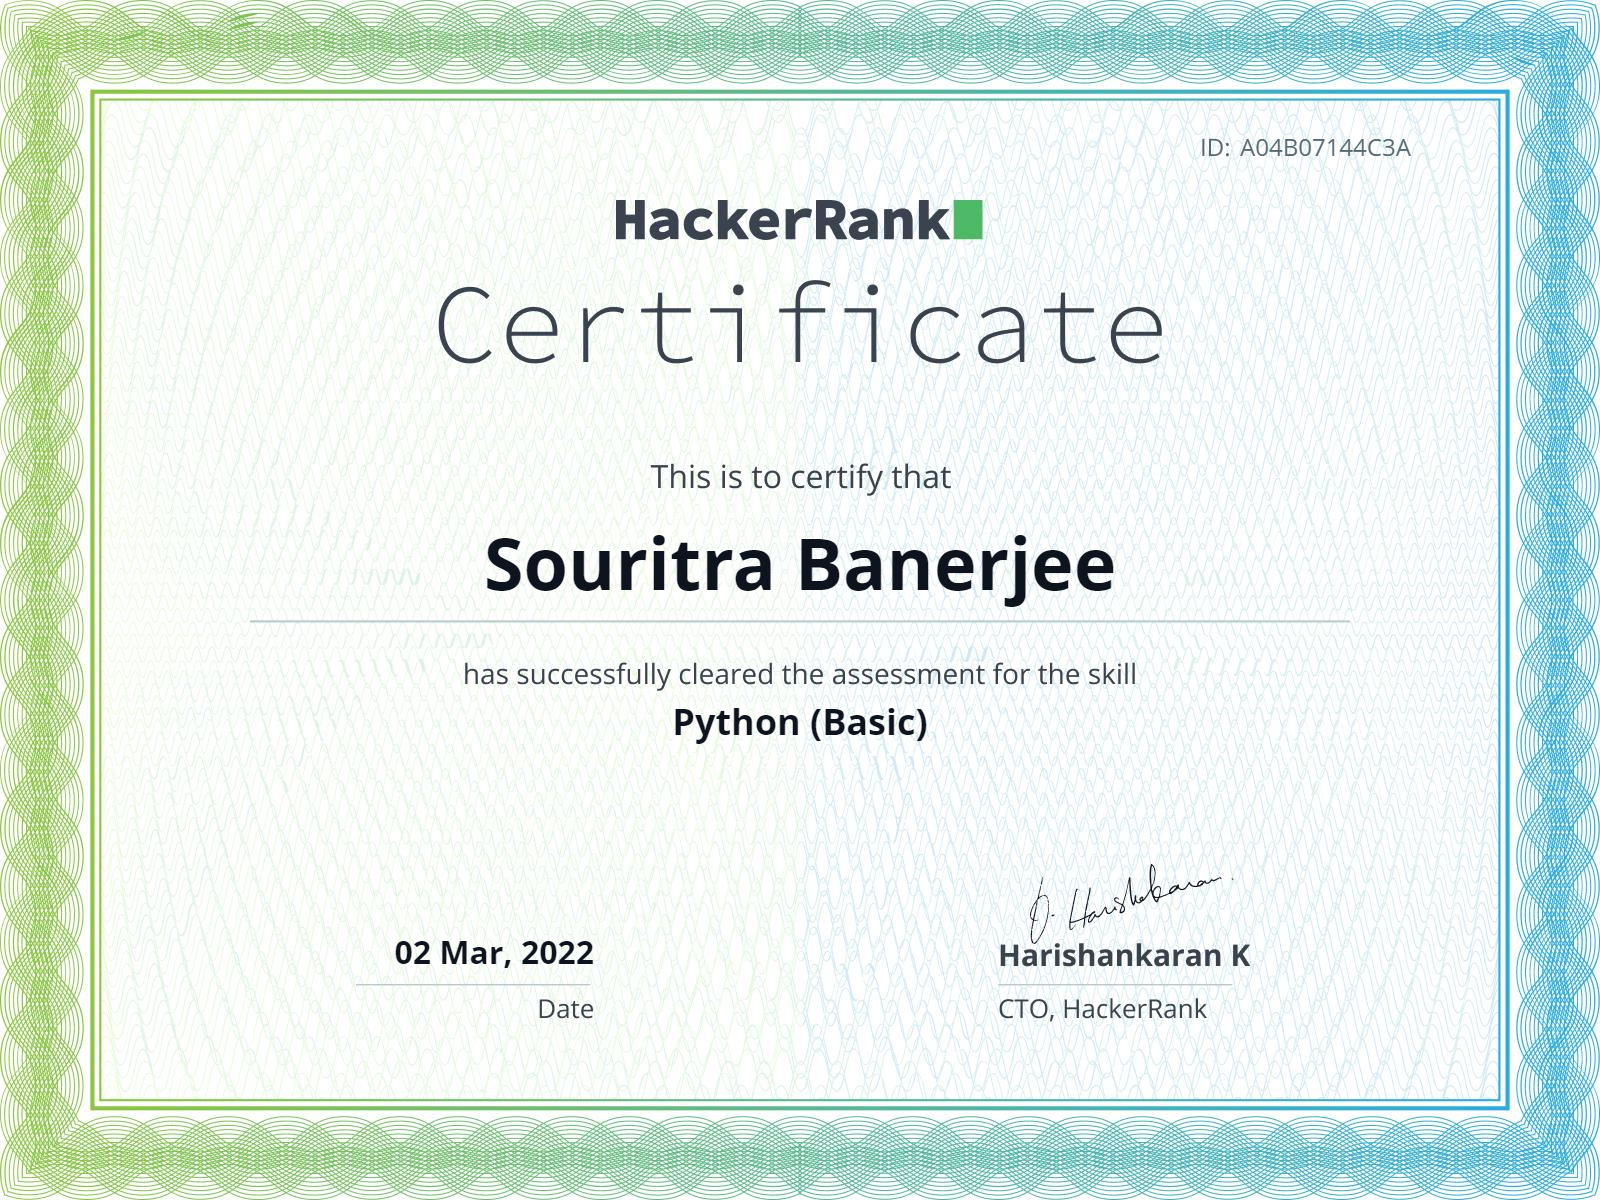 ID: A04B07144C3A
HackerRank
Certificate
This is to certify that
Souritra Banerjee
has successfully cleared the assessment for the skill
Python (Basic)
J. Harishakaran
02 Mar, 2022
Harishankaran K
Date
CTO, HackerRank